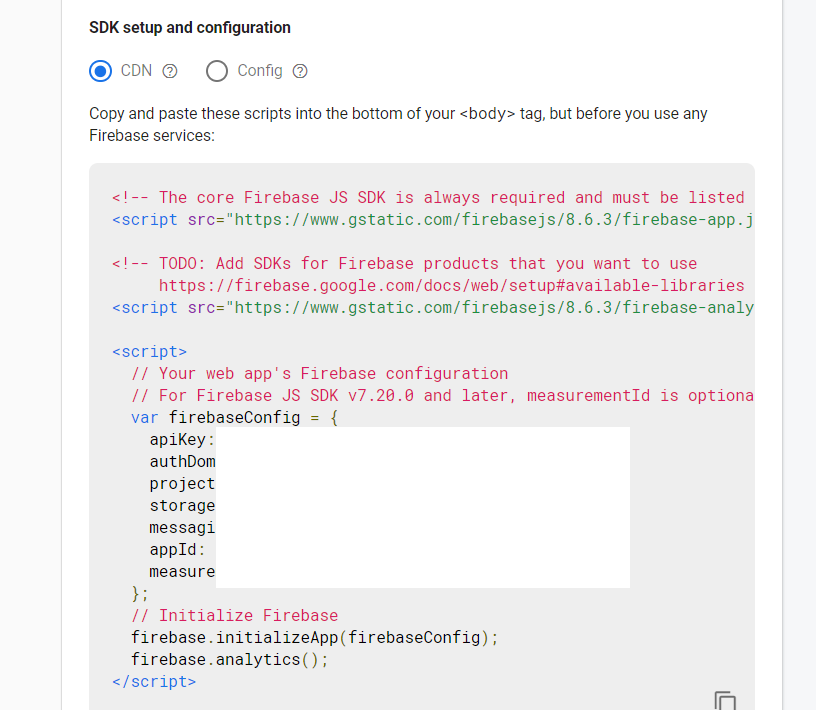 SDK setup and configuration
CDN ? Config ?
Copy and paste these scripts into the bottom of your <body> tag, but before you use any
Firebase services:
<!-- The core Firebase JS SDK is always required and must be listed
<script src="https://www.gstatic.com/firebasejs/8.6.3/firebase-app.j
<!-- TODO: Add SDKs for Firebase products that you want to use
https://firebase.google.com/docs/web/setup#available-libraries
<script src="https://www.gstatic.com/firebasejs/8.6.3/firebase-analy
<script>
// Your web app's Firebase configuration
// For Firebase JS SDK v7.20.0 and later, measurementId is optiona
var firebaseConfig = {
apiKey:
authDom
project
storage
messagi
appId:
measure
};
// Initialize Firebase
firebase.initializeApp(firebaseConfig);
firebase.analytics();
</script>